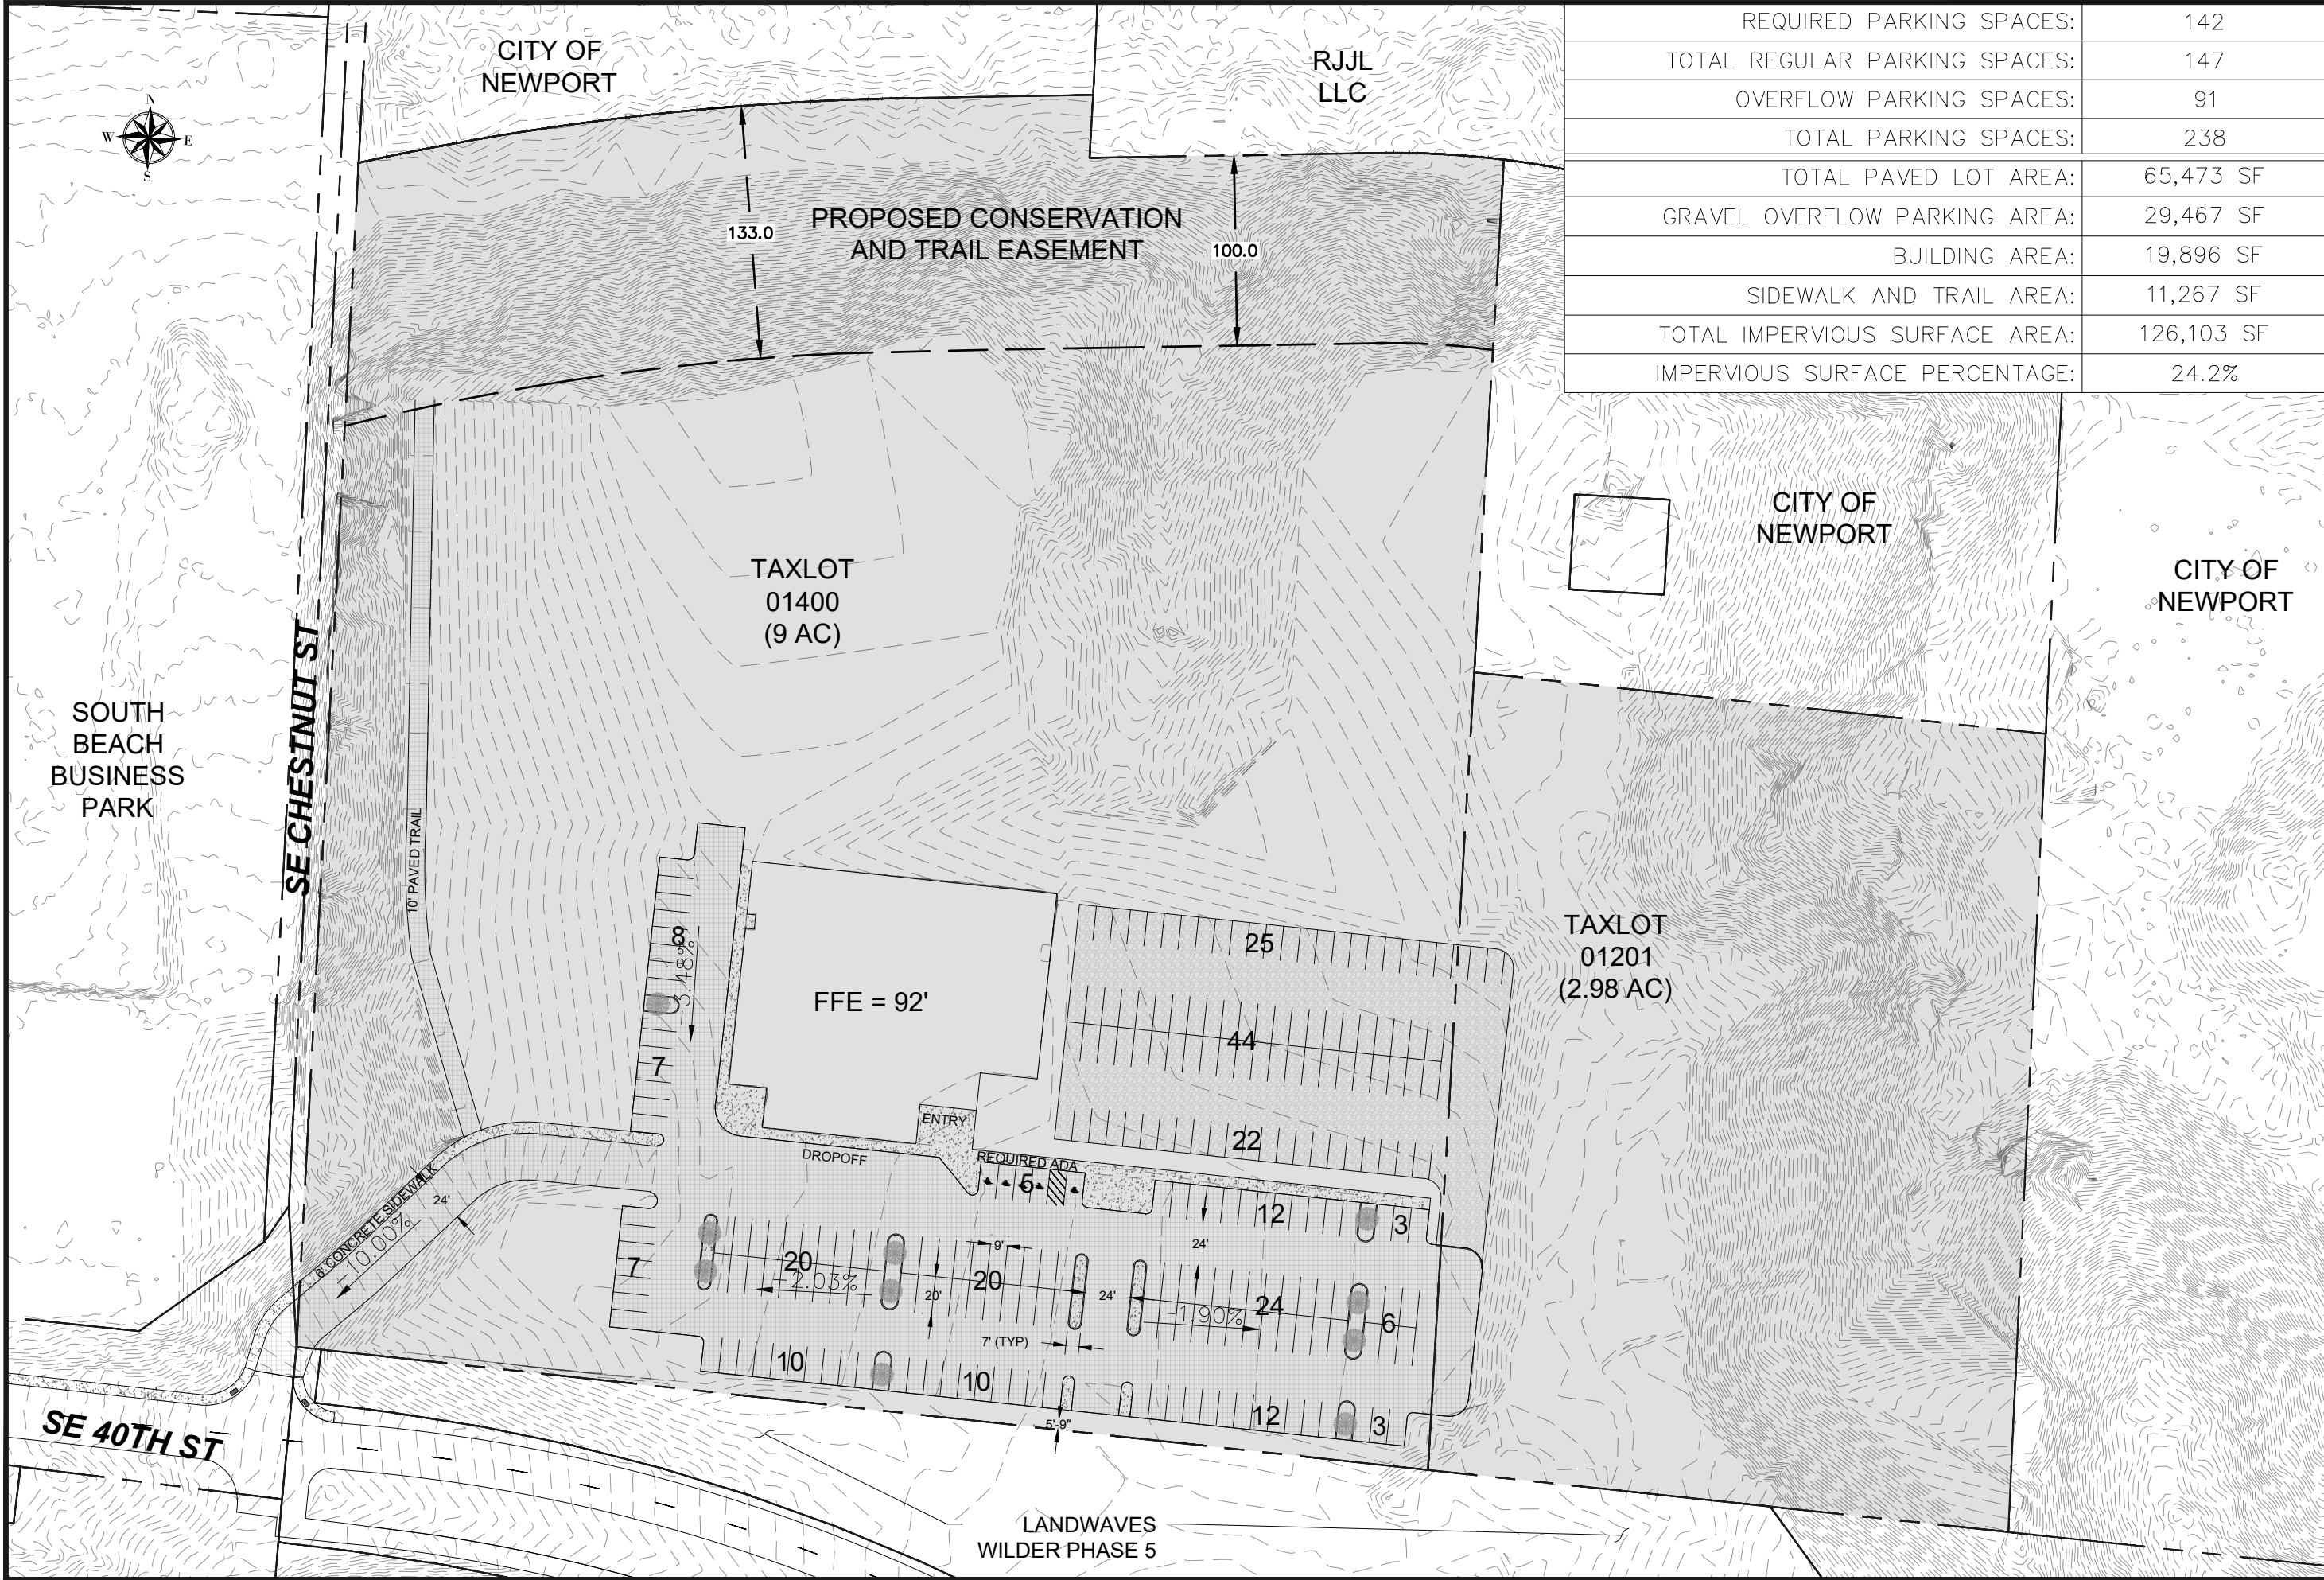 REQUIRED PARKING SPACES: 142
TOTAL REGULAR PARKING SPACES: 147
OVERFLOW PARKING SPACES: 91
TOTAL PARKING SPACES: 238
TOTAL PAVED LOT AREA: 65,473 SF
GRAVEL OVERFLOW PARKING AREA: 29,467 SF
BUILDING AREA: 19,896 SF
SIDEWALK AND TRAIL AREA: 11,267 SF
TOTAL IMPERVIOUS SURFACE AREA: 126,103 SF
IMPERVIOUS SURFACE PERCENTAGE: 24.2%
CITY OF
NEWPORT
RJJL
LLC
N
W
E
S
133.0
PROPOSED CONSERVATION
AND TRAIL EASEMENT
100.0
CITY OF
NEWPORT
CITY OF
NEWPORT
TAXLOT
01400
(9 AC)
SOUTH
BEACH
BUSINESS
PARK
SE CHESTNUT ST
10' PAVED TRAIL
8
-3.48%
7
FFE = 92'
25
44
22
TAXLOT
01201
(2.98 AC)
ENTRY
DROPOFF
REQUIRED ADA
5
6' CONCRETE SIDEWALK
24'
-10.00%
12
3
24'
7
20
-2.03%
9'
20
20'
24'
-1.90%
24
6
7' (TYP)
10
10
12
3
5'-9"
SE 40TH ST
LANDWAVES
WILDER PHASE 5